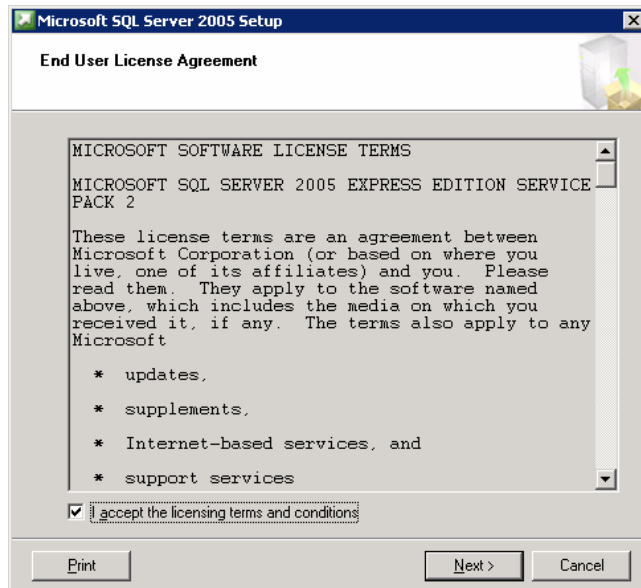 Microsoft SQL Server 2005 Setup
End User License Agreement
MICROSOFT SOFTWARE LICENSE TERMS
MICROSOFT SQL SERVER 2005 EXPRESS EDITION SERVICE
PACK 2
These license terms are an agreement between
Microsoft Corporation (or based on where you
live, one of its affiliates) and you.  Please
read them.  They apply to the software named
above, which includes the media on which you
received it, if any.  The terms also apply to any
Microsoft
* updates,
* supplements,
* Internet-based services, and
* support services
I accept the licensing terms and conditions
Print
Next >
Cancel